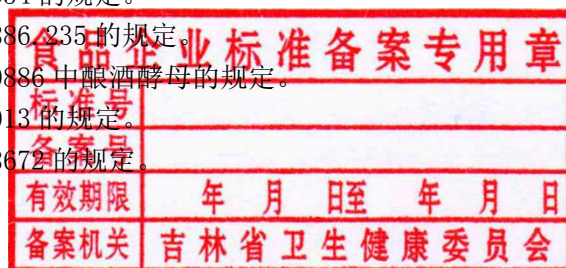 的规定。
886.235 的规定。
食品企业标准备案专用章
0886 中酿酒酵母的规定。
标准号
013 的规定。
备案号
8672 的规定。
有效期限 年 月 日至 年 月 日
备案机关 吉林省卫生健康委员会